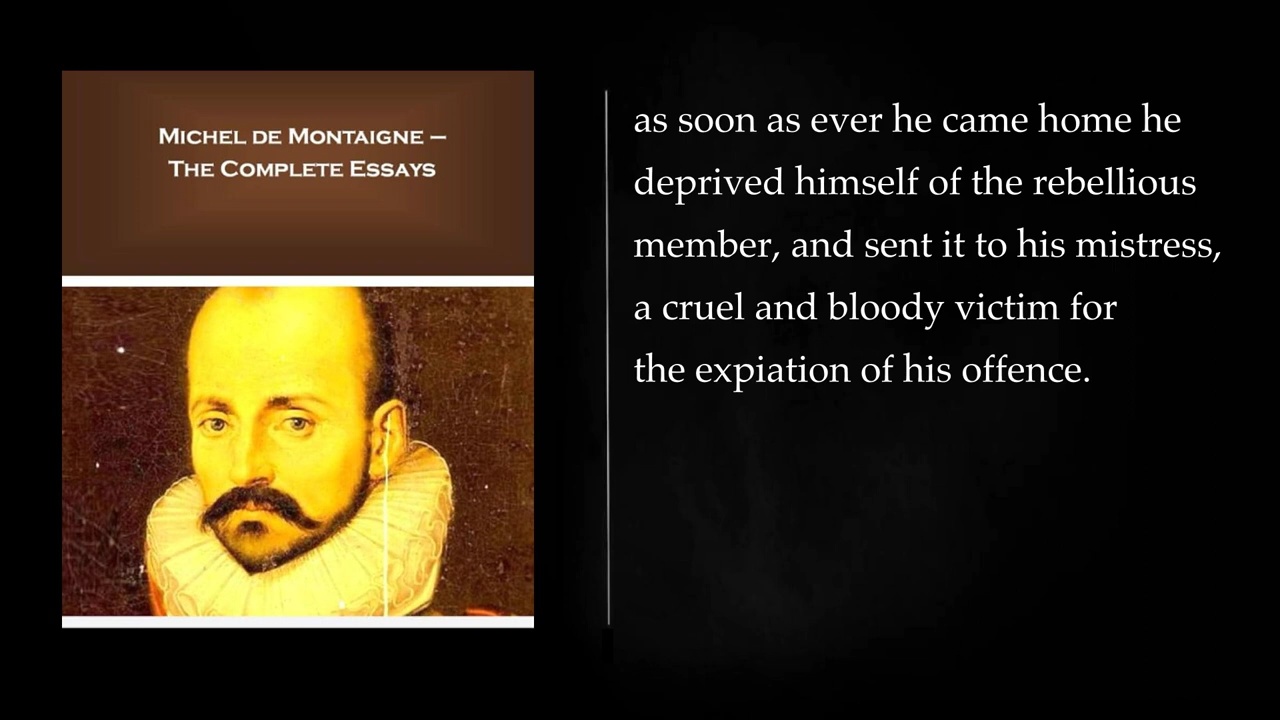 Michel de Montaigne –
The Complete Essays
as soon as ever he came home he
deprived himself of the rebellious
member, and sent it to his mistress,
a cruel and bloody victim for
the expiation of his offence.